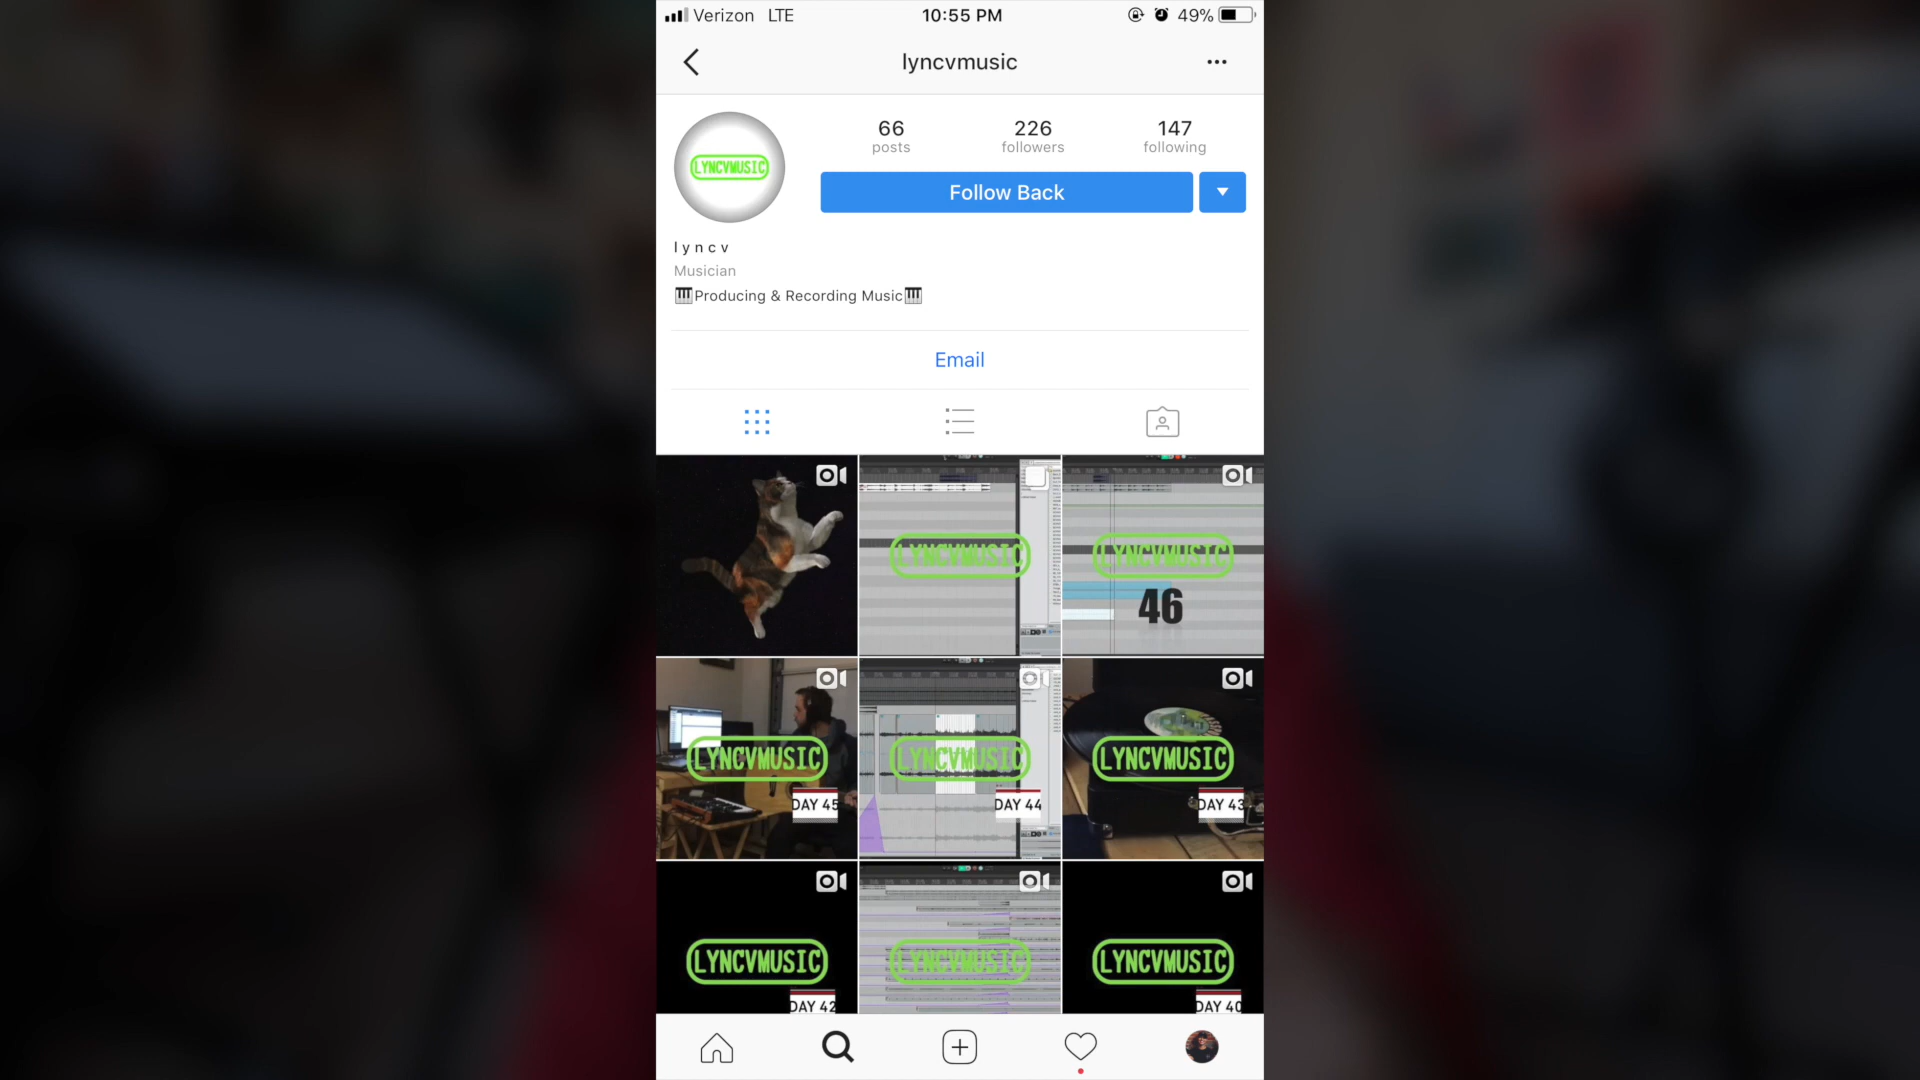 Verizon LTE 10:55 PM 49%
lyncvmusic
LYNCVMUSIC
66 226 147
posts followers following
Follow Back
lyncv
Musician
🎹Producing & Recording Music🎹
Email
LYNCVMUSIC LYNCVMUSIC
46
LYNCVMUSIC LYNCVMUSIC LYNCVMUSIC
DAY 45 DAY 44 DAY 43
LYNCVMUSIC LYNCVMUSIC LYNCVMUSIC
DAY 42 DAY 40